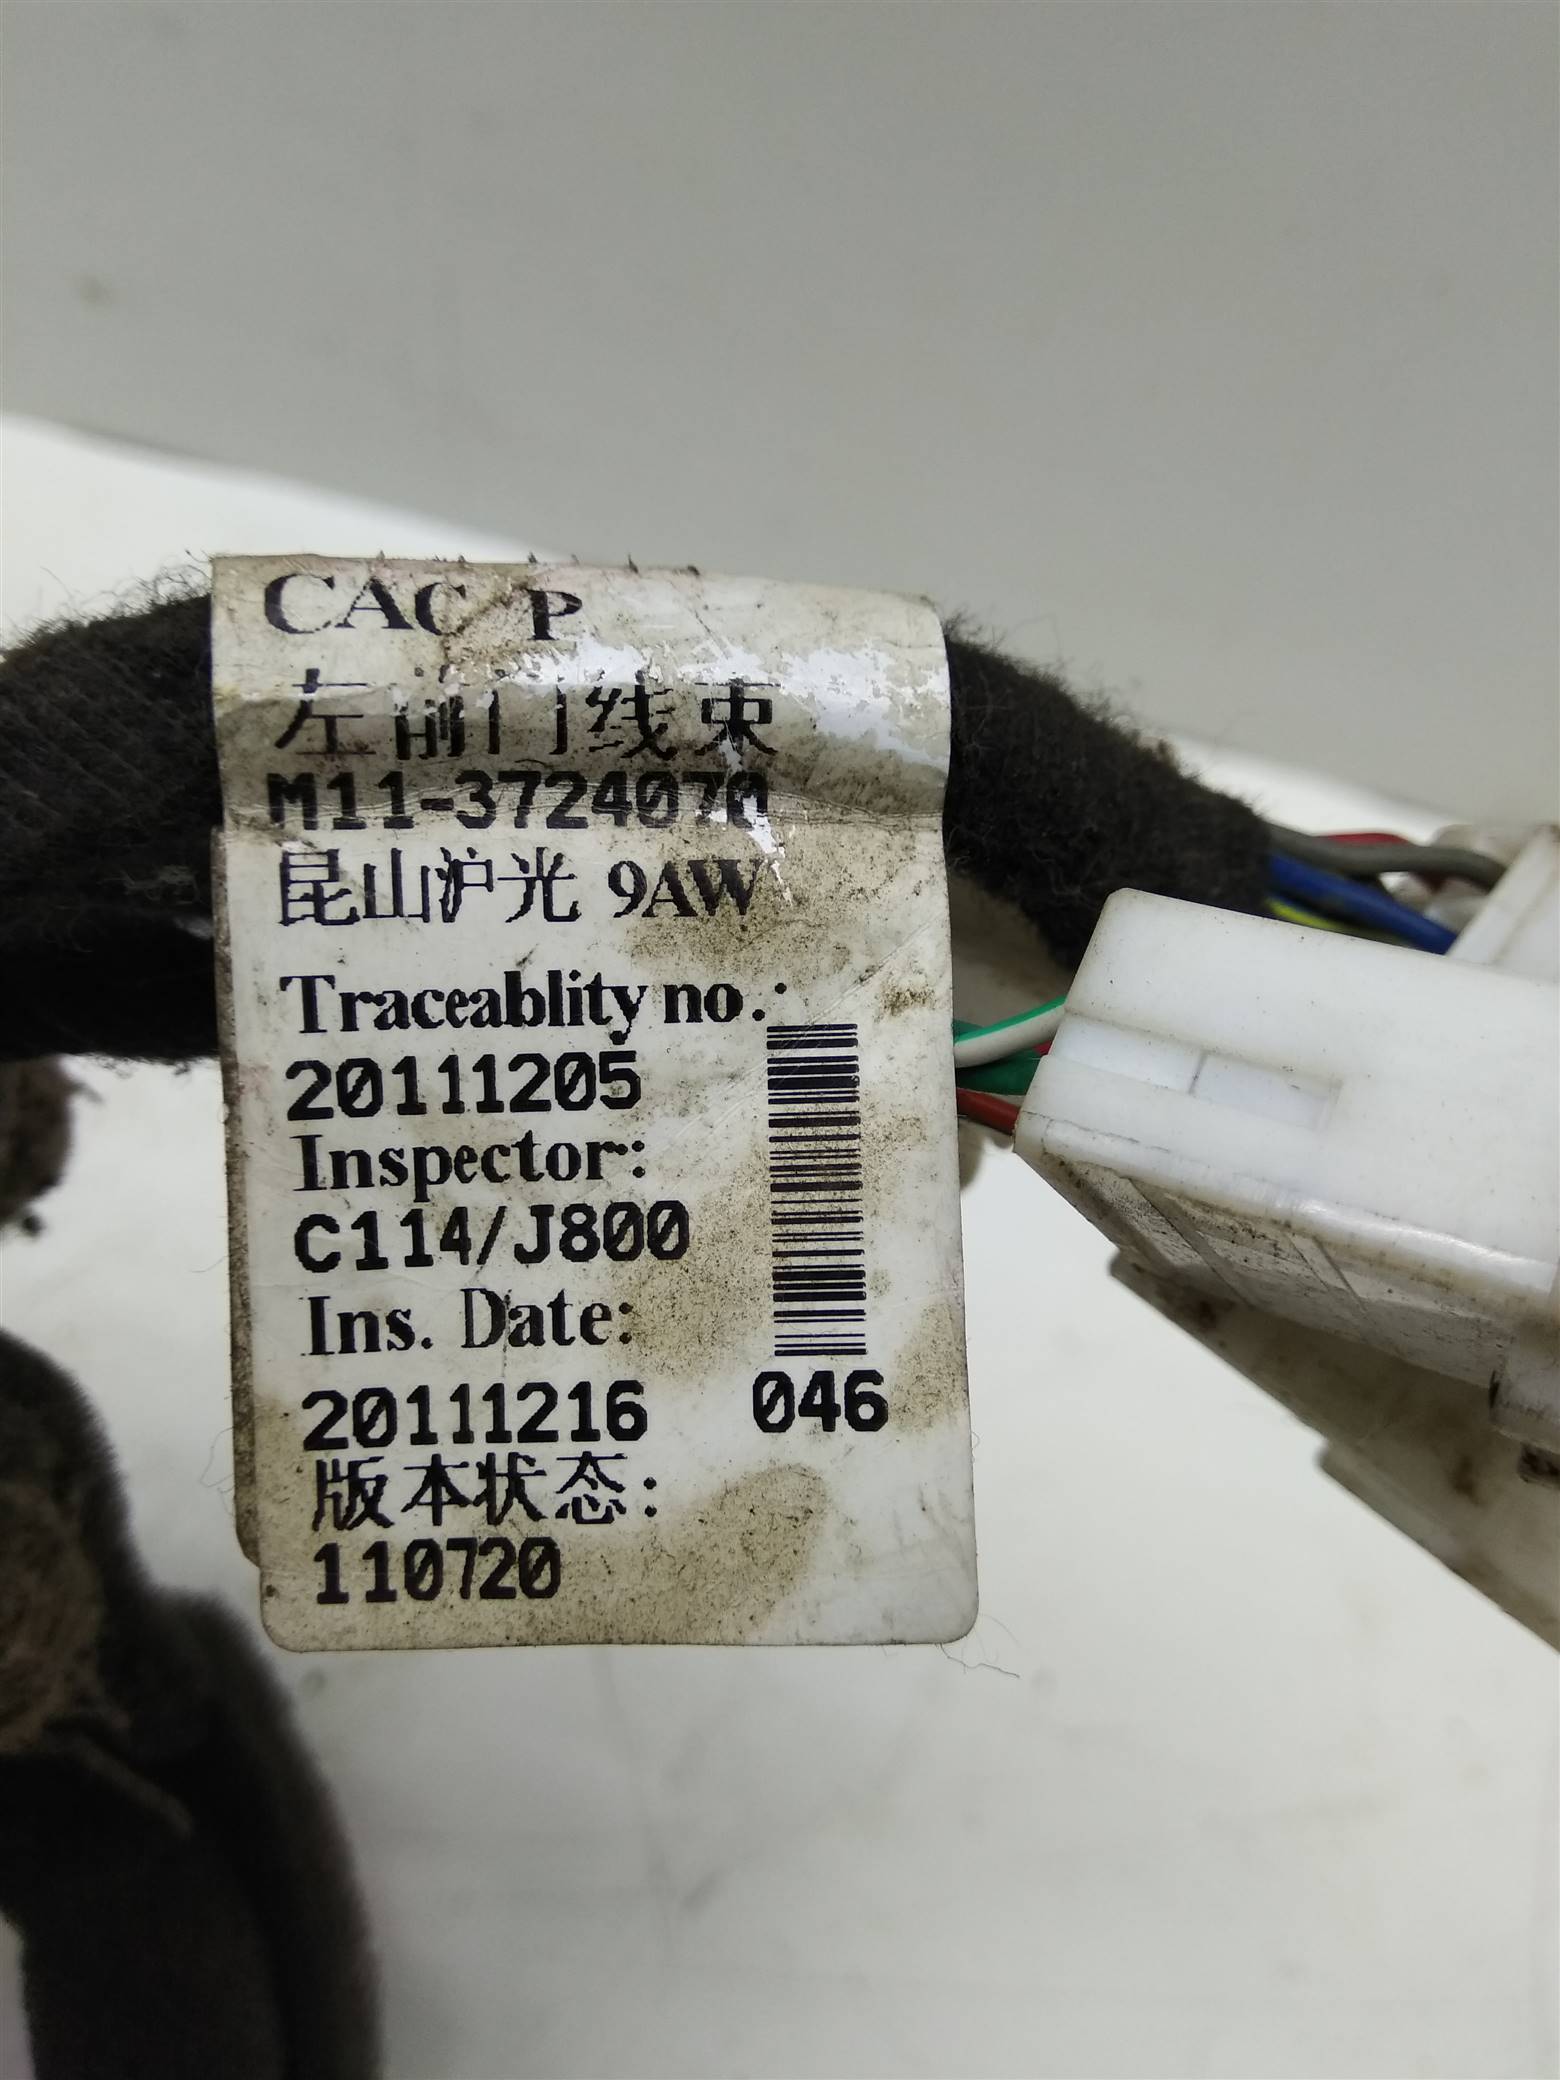 CAC P
左前门线束
M11-3724070
昆山沪光 9AW
Traceablity no.:
20111205
Inspector:
C114/J800
Ins. Date:
20111216 046
版本状态:
110720